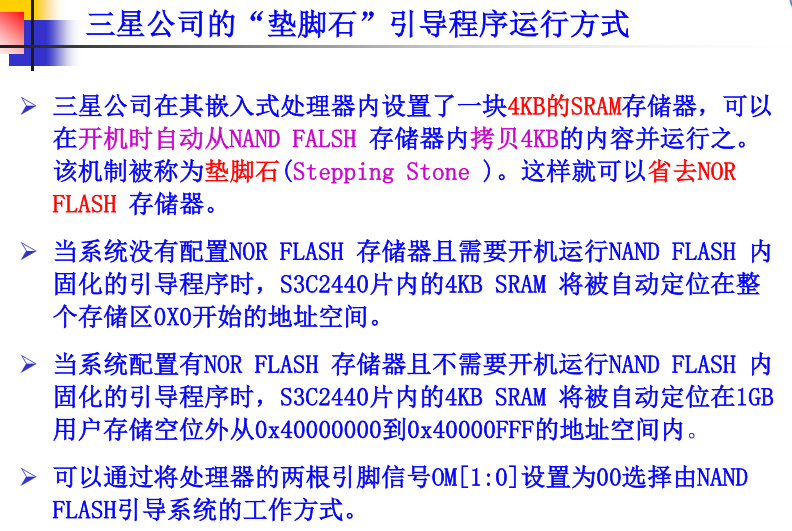 三星公司的“垫脚石”引导程序运行方式
三星公司在其嵌入式处理器内设置了一块4KB的SRAM存储器，可以
在开机时自动从NAND FALSH 存储器内拷贝4KB的内容并运行之。
该机制被称为垫脚石(Stepping Stone )。这样就可以省去NOR
FLASH 存储器。
当系统没有配置NOR FLASH 存储器且需要开机运行NAND FLASH 内
固化的引导程序时，S3C2440片内的4KB SRAM 将被自动定位在整
个存储区0X0开始的地址空间。
当系统配置有NOR FLASH 存储器且不需要开机运行NAND FLASH 内
固化的引导程序时，S3C2440片内的4KB SRAM 将被自动定位在1GB
用户存储空位外从0x40000000到0x40000FFF的地址空间内。
可以通过将处理器的两根引脚信号OM[1:0]设置为00选择由NAND
FLASH引导系统的工作方式。